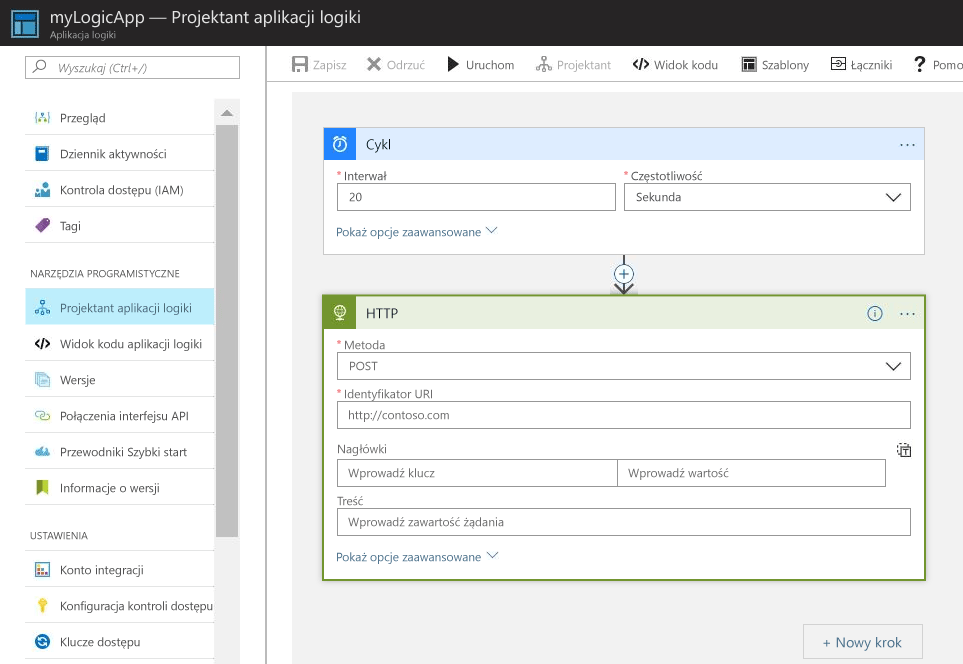 myLogicApp — Projektant aplikacji logiki
Aplikacja logiki
Wyszukaj (Ctrl+/)
Przegląd
Dziennik aktywności
Kontrola dostępu (IAM)
Tagi
NARZĘDZIA PROGRAMISTYCZNE
Projektant aplikacji logiki
Widok kodu aplikacji logiki
Wersje
Połączenia interfejsu API
Przewodniki Szybki start
Informacje o wersji
USTAWIENIA
Konto integracji
Konfiguracja kontroli dostępu
Klucze dostępu
Zapisz Odrzuć Uruchom Projektant Widok kodu Szablony Łączniki ? Pomo
Cykl ...
* Interwał * Częstotliwość
20 Sekunda
Pokaż opcje zaawansowane
HTTP ...
* Metoda
POST
* Identyfikator URI
http://contoso.com
Nagłówki
Wprowadź klucz Wprowadź wartość
Treść
Wprowadź zawartość żądania
Pokaż opcje zaawansowane
+ Nowy krok